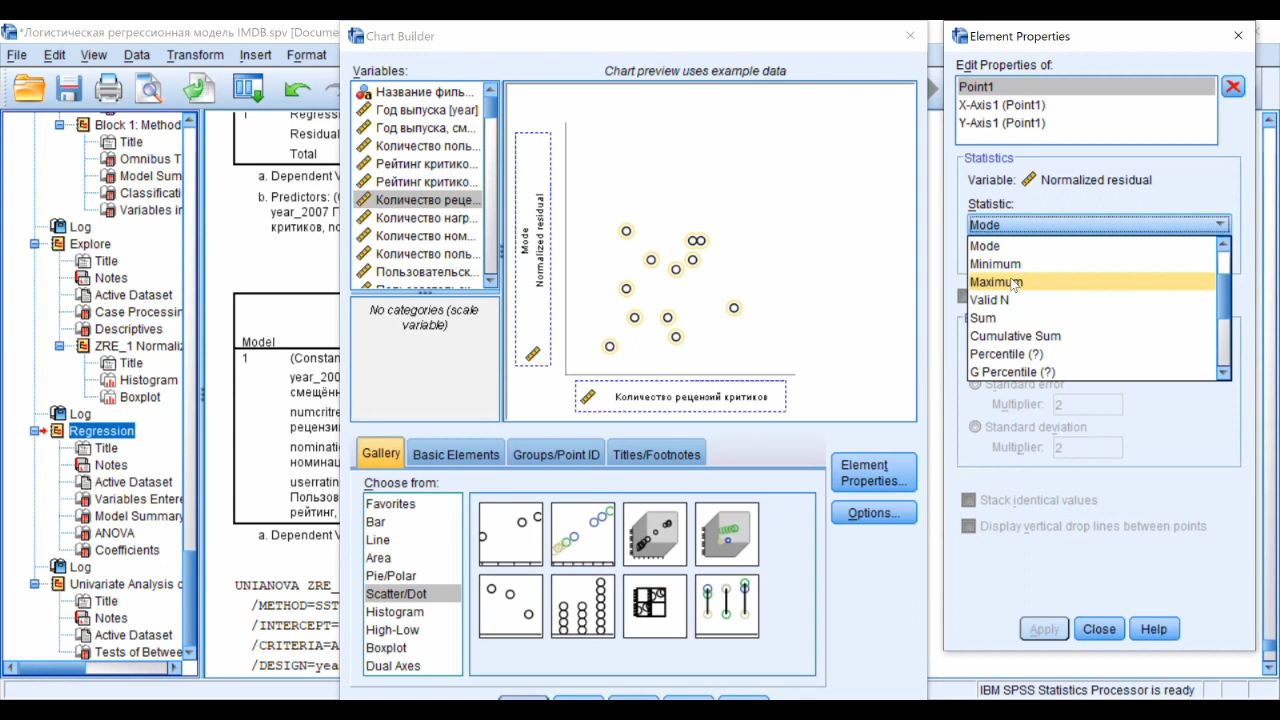 *Логистическая регрессионная модель IMDB.spv [Docume
File Edit View Data Transform Insert Format
Block 1: Method
Title
Omnibus T
Model Sum
Classificati
Variables in
Log
Explore
Title
Notes
Active Dataset
Case Processin
Descriptives
ZRE_1 Normaliz
Title
Histogram
Boxplot
Log
Regression
Title
Notes
Active Dataset
Variables Entere
Model Summary
ANOVA
Coefficients
Log
Univariate Analysis o
Title
Notes
Active Dataset
Tests of Betwee
1 Regress
Residual
Total
a. Dependent V
b. Predictors: (
year_2007 Г
критиков, по
Model
1 (Constan
year_200
смещённ
numcritre
рецензи
nominatio
номинац
userratin
Пользова
рейтинг,
a. Dependent V
UNIANOVA ZRE_
/METHOD=SST
/INTERCEPT=
/CRITERIA=A
/DESIGN=yea
Chart Builder
Variables:
Название филь...
Год выпуска [year]
Год выпуска, см...
Количество поль...
Рейтинг критико...
Рейтинг критико...
Количество реце...
Количество нагр...
Количество ном...
Количество поль...
Пользовательск...
No categories (scale
variable)
Chart preview uses example data
Mode
Normalized residual
Количество рецензий критиков
Gallery Basic Elements Groups/Point ID Titles/Footnotes
Choose from:
Favorites
Bar
Line
Area
Pie/Polar
Scatter/Dot
Histogram
High-Low
Boxplot
Dual Axes
Element
Properties...
Options...
Element Properties
Edit Properties of:
Point1
X-Axis1 (Point1)
Y-Axis1 (Point1)
Statistics
Variable: Normalized residual
Statistic:
Mode
Mode
Minimum
Maximum
Valid N
Sum
Cumulative Sum
Percentile (?)
G Percentile (?)
Standard error
Multiplier: 2
Standard deviation
Multiplier: 2
Stack identical values
Display vertical drop lines between points
Apply Close Help
IBM SPSS Statistics Processor is ready